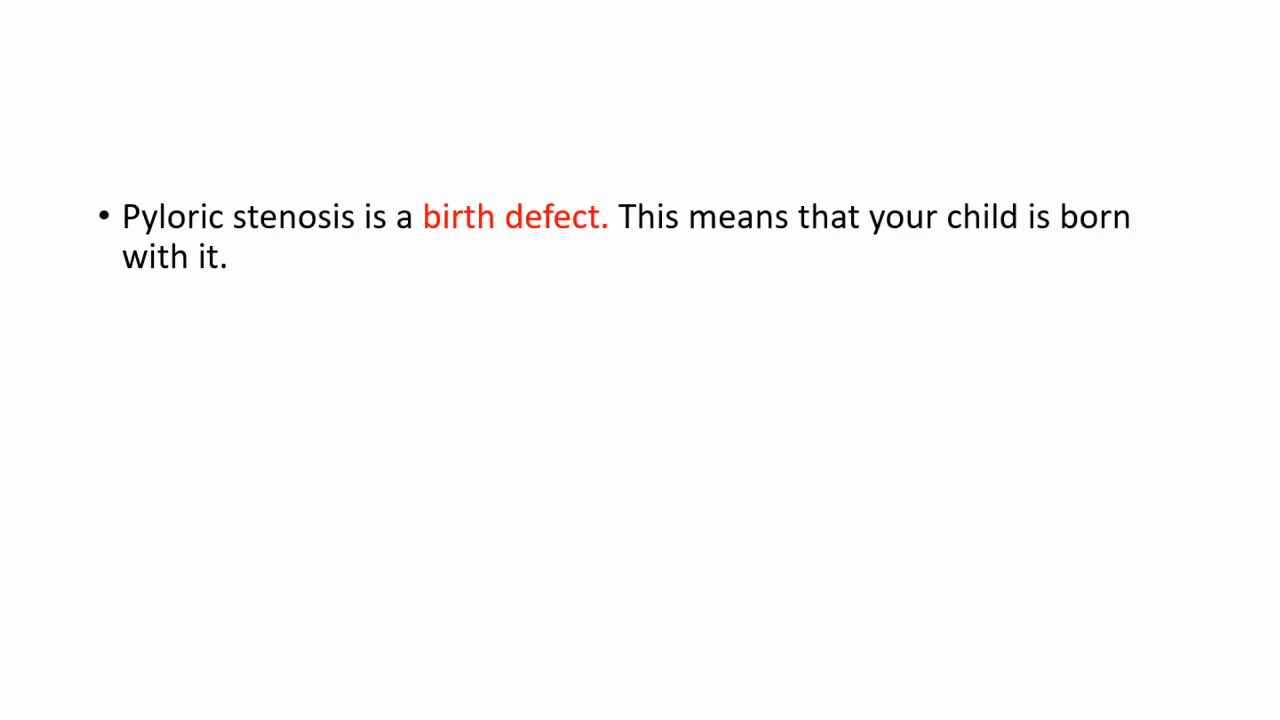 • Pyloric stenosis is a birth defect. This means that your child is born
with it.